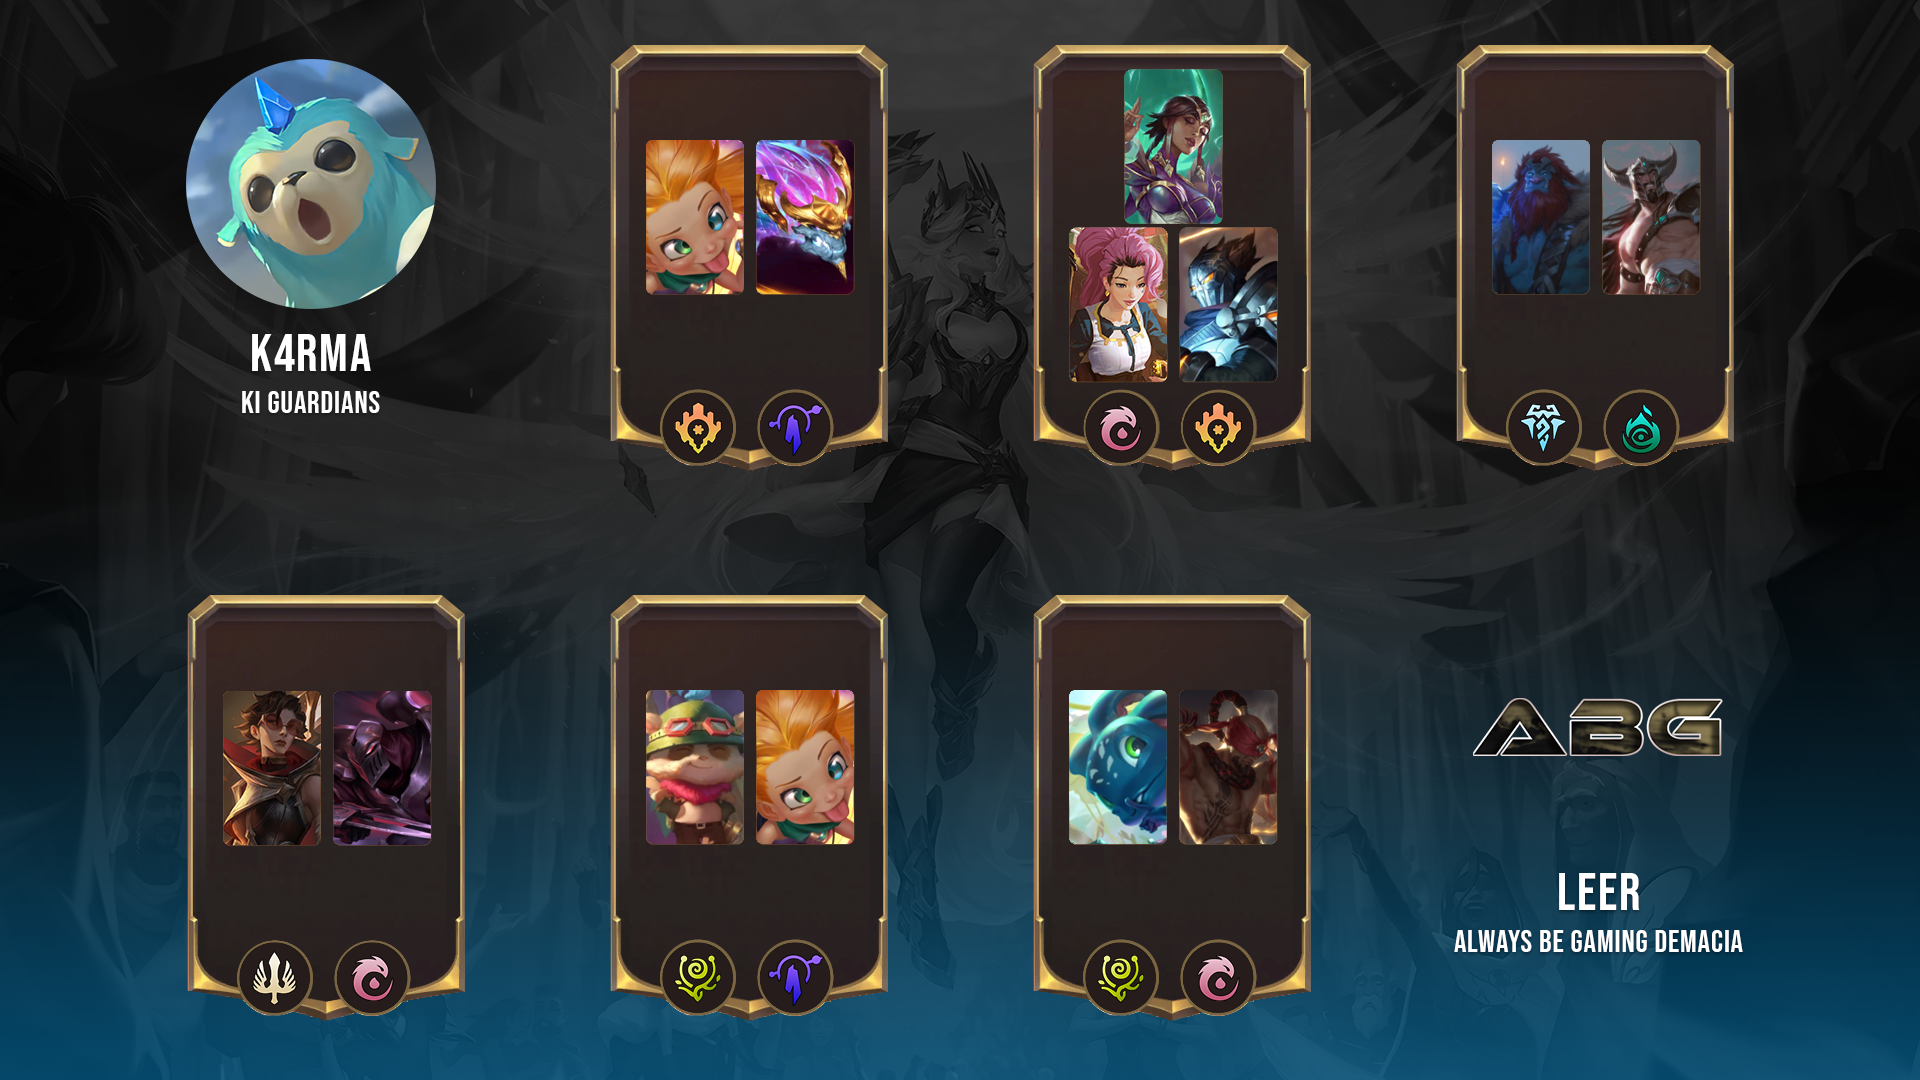 K4RMA
KI GUARDIANS
ABG
LEER
ALWAYS BE GAMING DEMACIA